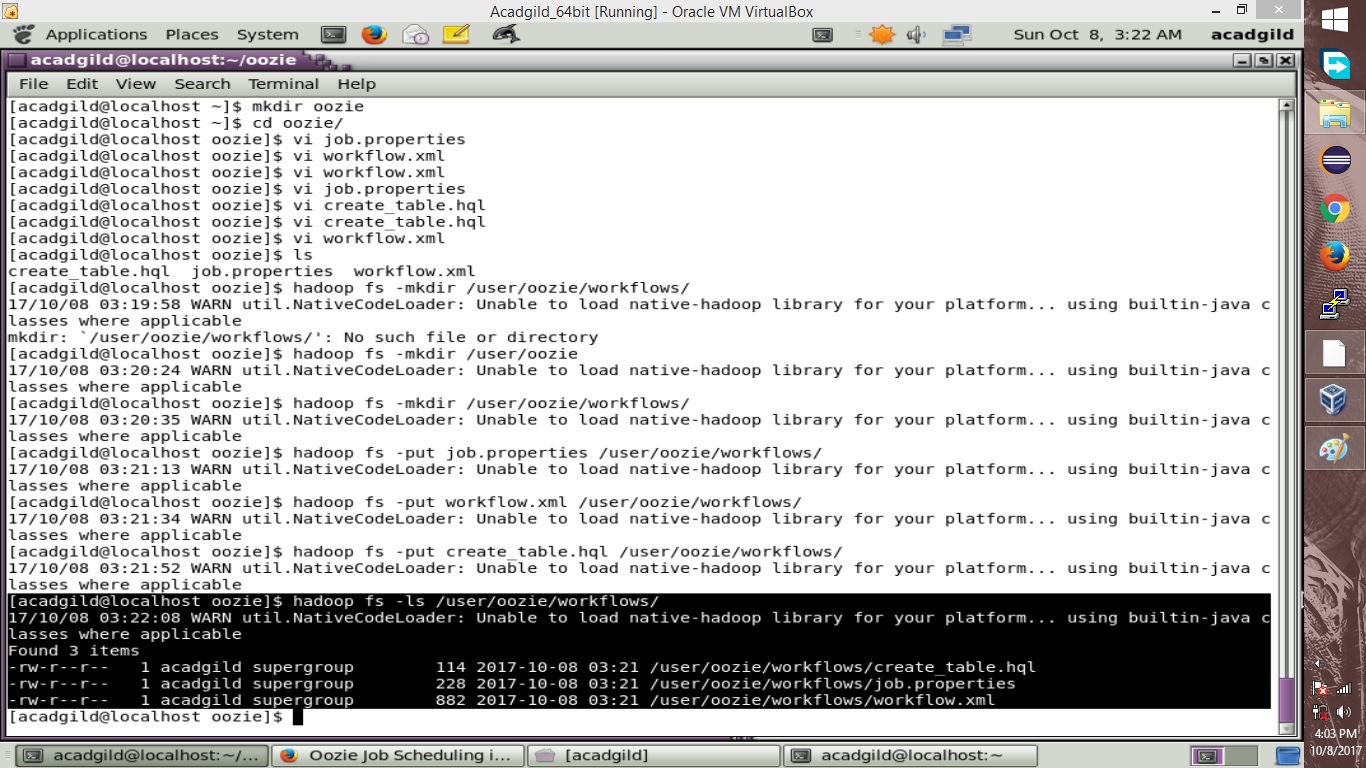 Acadgild_64bit [Running] - Oracle VM VirtualBox
Applications Places System Sun Oct 8, 3:22 AM acadgild
acadgild@localhost:~/oozie
File Edit View Search Terminal Help
[acadgild@localhost ~]$ mkdir oozie
[acadgild@localhost ~]$ cd oozie/
[acadgild@localhost oozie]$ vi job.properties
[acadgild@localhost oozie]$ vi workflow.xml
[acadgild@localhost oozie]$ vi workflow.xml
[acadgild@localhost oozie]$ vi job.properties
[acadgild@localhost oozie]$ vi create_table.hql
[acadgild@localhost oozie]$ vi create_table.hql
[acadgild@localhost oozie]$ vi workflow.xml
[acadgild@localhost oozie]$ ls
create_table.hql  job.properties  workflow.xml
[acadgild@localhost oozie]$ hadoop fs -mkdir /user/oozie/workflows/
17/10/08 03:19:58 WARN util.NativeCodeLoader: Unable to load native-hadoop library for your platform... using builtin-java c
lasses where applicable
mkdir: `/user/oozie/workflows/': No such file or directory
[acadgild@localhost oozie]$ hadoop fs -mkdir /user/oozie
17/10/08 03:20:24 WARN util.NativeCodeLoader: Unable to load native-hadoop library for your platform... using builtin-java c
lasses where applicable
[acadgild@localhost oozie]$ hadoop fs -mkdir /user/oozie/workflows/
17/10/08 03:20:35 WARN util.NativeCodeLoader: Unable to load native-hadoop library for your platform... using builtin-java c
lasses where applicable
[acadgild@localhost oozie]$ hadoop fs -put job.properties /user/oozie/workflows/
17/10/08 03:21:13 WARN util.NativeCodeLoader: Unable to load native-hadoop library for your platform... using builtin-java c
lasses where applicable
[acadgild@localhost oozie]$ hadoop fs -put workflow.xml /user/oozie/workflows/
17/10/08 03:21:34 WARN util.NativeCodeLoader: Unable to load native-hadoop library for your platform... using builtin-java c
lasses where applicable
[acadgild@localhost oozie]$ hadoop fs -put create_table.hql /user/oozie/workflows/
17/10/08 03:21:52 WARN util.NativeCodeLoader: Unable to load native-hadoop library for your platform... using builtin-java c
lasses where applicable
[acadgild@localhost oozie]$ hadoop fs -ls /user/oozie/workflows/
17/10/08 03:22:08 WARN util.NativeCodeLoader: Unable to load native-hadoop library for your platform... using builtin-java c
lasses where applicable
Found 3 items
-rw-r--r--   1 acadgild supergroup        114 2017-10-08 03:21 /user/oozie/workflows/create_table.hql
-rw-r--r--   1 acadgild supergroup        228 2017-10-08 03:21 /user/oozie/workflows/job.properties
-rw-r--r--   1 acadgild supergroup        882 2017-10-08 03:21 /user/oozie/workflows/workflow.xml
[acadgild@localhost oozie]$
acadgild@localhost:~/... Oozie Job Scheduling i... [acadgild] acadgild@localhost:~
4:03 PM
10/8/2017